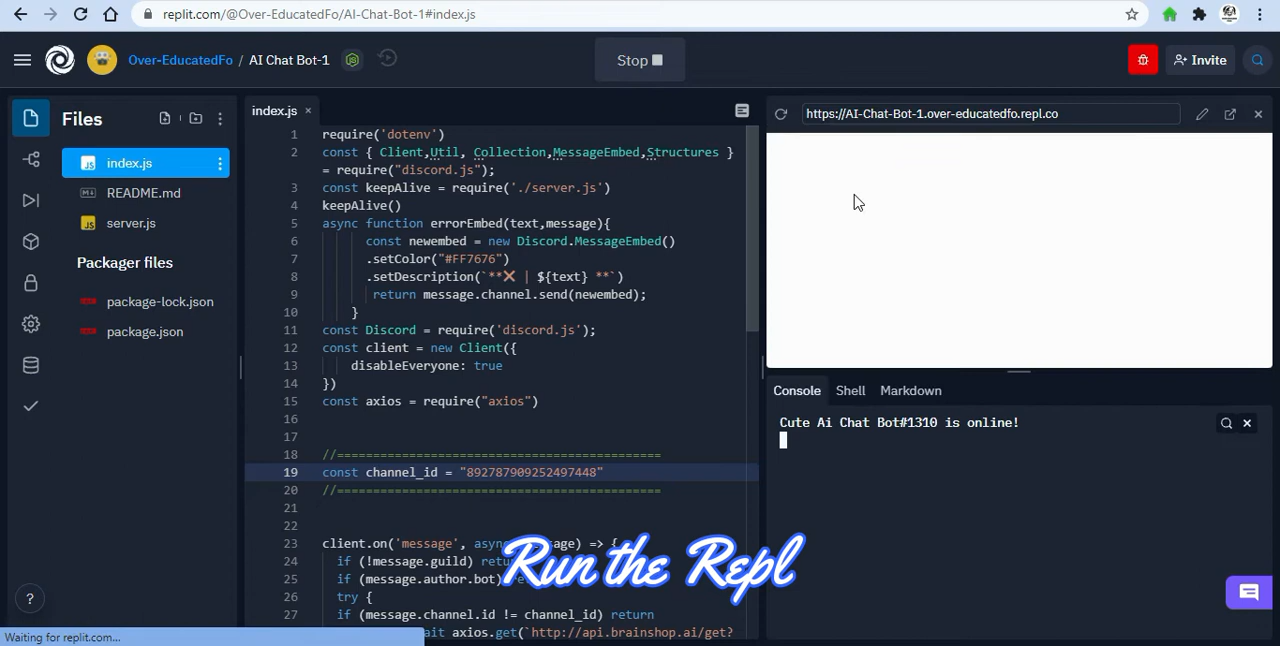 replit.com/@Over-EducatedFo/AI-Chat-Bot-1#index.js
Over-EducatedFo / AI Chat Bot-1
Stop
Invite
Files
index.js
README.md
server.js
Packager files
package-lock.json
package.json
?
index.js ×
1 require('dotenv')
2 const { Client,Util, Collection,MessageEmbed,Structures }
= require("discord.js");
3 const keepAlive = require('./server.js')
4 keepAlive()
5 async function errorEmbed(text,message){
6 const newembed = new Discord.MessageEmbed()
7 .setColor("#FF7676")
8 .setDescription(`**❌ | ${text} **`)
9 return message.channel.send(newembed);
10 }
11 const Discord = require('discord.js');
12 const client = new Client({
13 disableEveryone: true
14 })
15 const axios = require("axios")
16
17
18 //=============================================
19 const channel_id = "892787909252497448"
20 //=============================================
21
22
23 client.on('message', async message) => {
24 if (!message.guild) return
25 if (message.author.bot)
26 try {
27 if (message.channel.id != channel_id) return
await axios.get(`http://api.brainshop.ai/get?
https://AI-Chat-Bot-1.over-educatedfo.repl.co
Console Shell Markdown
Cute Ai Chat Bot#1310 is online!
Run the Repl
Waiting for replit.com...